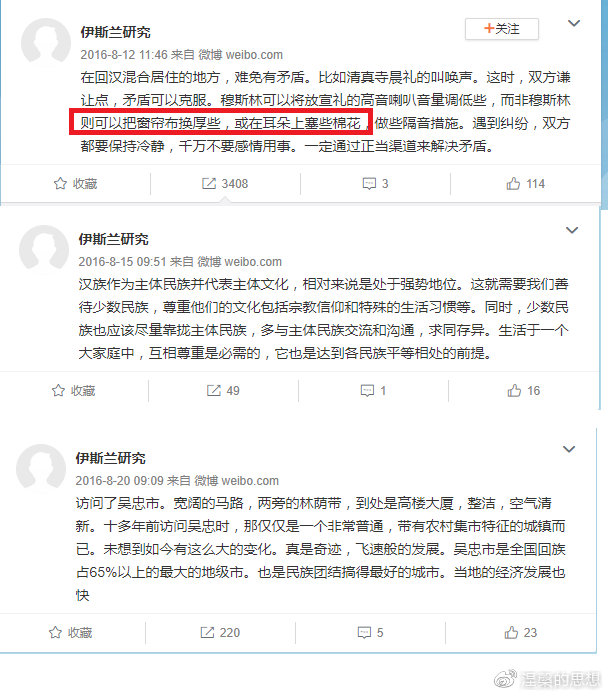 伊斯兰研究
+关注
2016-8-12 11:46 来自 微博 weibo.com
在回汉混合居住的地方，难免有矛盾。比如清真寺晨礼的叫唤声。这时，双方谦
让点，矛盾可以克服。穆斯林可以将放宣礼的高音喇叭音量调低些，而非穆斯林
则可以把窗帘布换厚些，或在耳朵上塞些棉花，做些隔音措施。遇到纠纷，双方
都要保持冷静，千万不要感情用事。一定通过正当渠道来解决矛盾。
收藏 3408 3 114
伊斯兰研究
2016-8-15 09:51 来自 微博 weibo.com
汉族作为主体民族并代表主体文化，相对来说是处于强势地位。这就需要我们善
待少数民族，尊重他们的文化包括宗教信仰和特殊的生活习惯等。同时，少数民
族也应该尽量靠拢主体民族，多与主体民族交流和沟通，求同存异。生活于一个
大家庭中，互相尊重是必需的，它也是达到各民族平等相处的前提。
收藏 49 1 16
伊斯兰研究
2016-8-20 09:09 来自 微博 weibo.com
访问了吴忠市。宽阔的马路，两旁的林荫带，到处是高楼大厦，整洁，空气清
新。十多年前访问吴忠时，那仅仅是一个非常普通，带有农村集市特征的城镇而
已。未想到如今有这么大的变化。真是奇迹，飞速般的发展。吴忠市是全国回族
占65%以上的最大的地级市。也是民族团结搞得最好的城市。当地的经济发展也
快
收藏 220 5 23
涅槃的思想